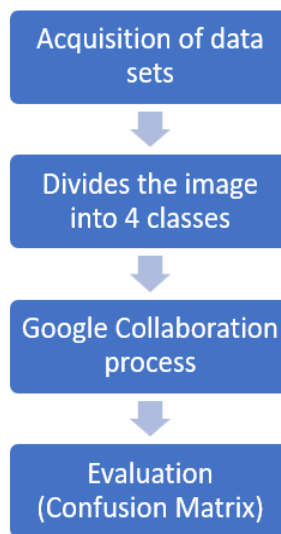 Acquisition of data
sets
Divides the image
into 4 classes
Google Collaboration
process
Evaluation
(Confusion Matrix)